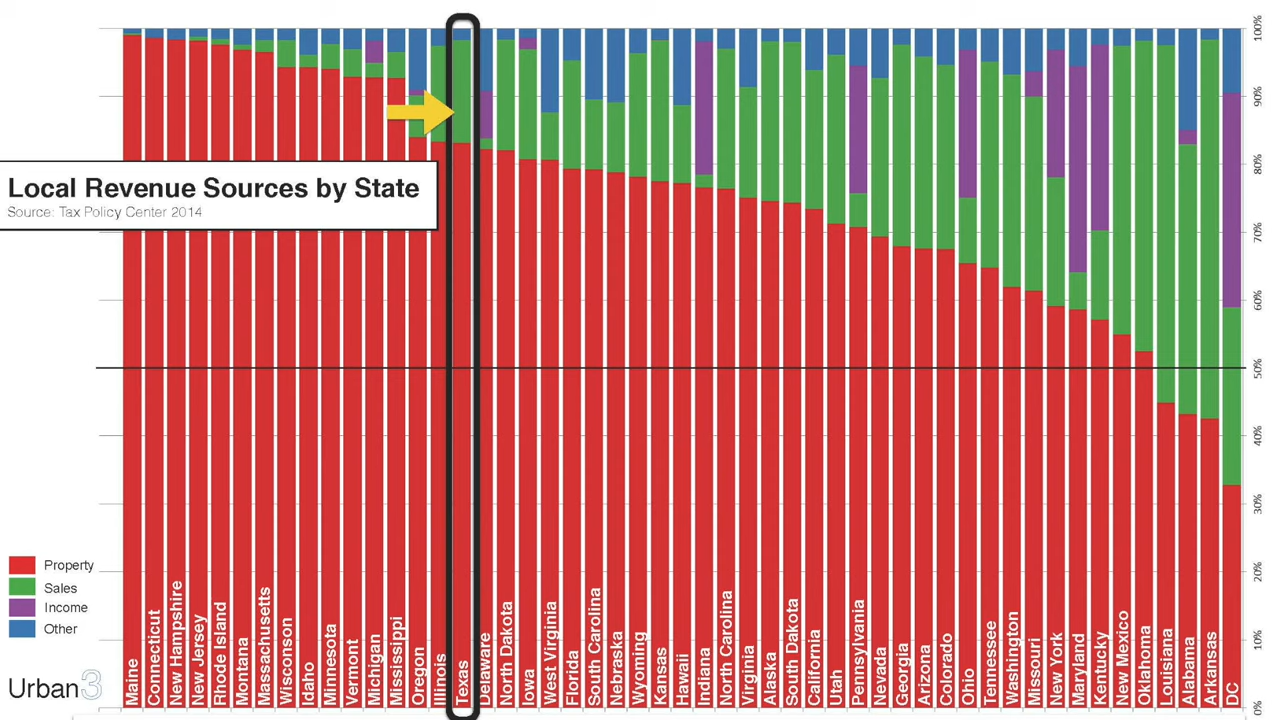 Local Revenue Sources by State
Source: Tax Policy Center 2014
100%
90%
80%
70%
60%
50%
40%
30%
20%
10%
0%
Property
Sales
Income
Other
Urban3
Maine
Connecticut
New Hampshire
New Jersey
Rhode Island
Montana
Massachusetts
Wisconsin
Idaho
Minnesota
Vermont
Michigan
Mississippi
Oregon
Illinois
Texas
Delaware
North Dakota
Iowa
West Virginia
Florida
South Carolina
Nebraska
Wyoming
Kansas
Hawaii
Indiana
North Carolina
Virginia
Alaska
South Dakota
California
Utah
Pennsylvania
Nevada
Georgia
Arizona
Colorado
Ohio
Tennessee
Washington
Missouri
New York
Maryland
Kentucky
New Mexico
Oklahoma
Louisiana
Alabama
Arkansas
DC